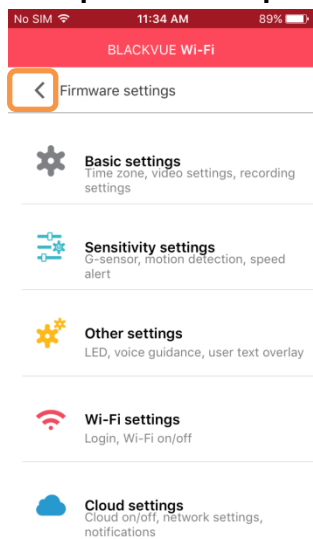 No SIM 11:34 AM 89%
BLACKVUE Wi-Fi
Firmware settings
Basic settings
Time zone, video settings, recording
settings
Sensitivity settings
G-sensor, motion detection, speed
alert
Other settings
LED, voice guidance, user text overlay
Wi-Fi settings
Login, Wi-Fi on/off
Cloud settings
Cloud on/off, network settings,
notifications